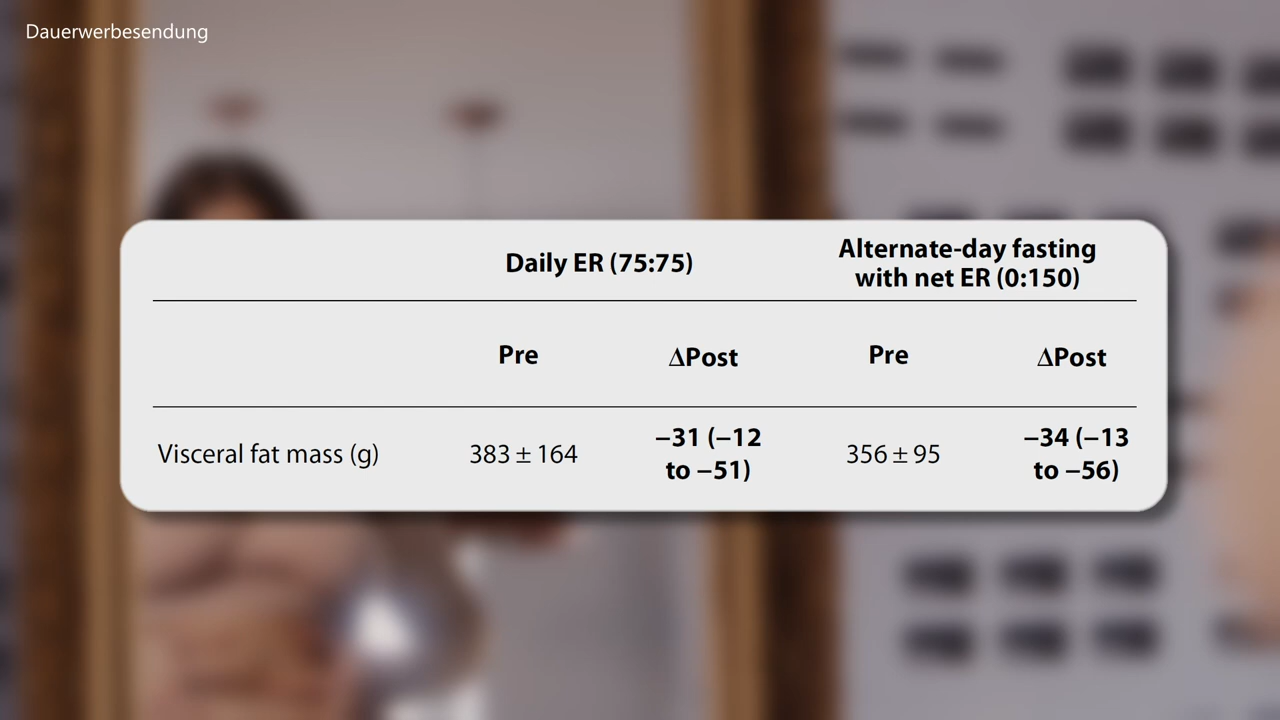 Dauerwerbesendung
Daily ER (75:75)
Alternate-day fasting
with net ER (0:150)
Pre
ΔPost
Pre
ΔPost
Visceral fat mass (g)
383 ± 164
−31 (−12
to −51)
356 ± 95
−34 (−13
to −56)